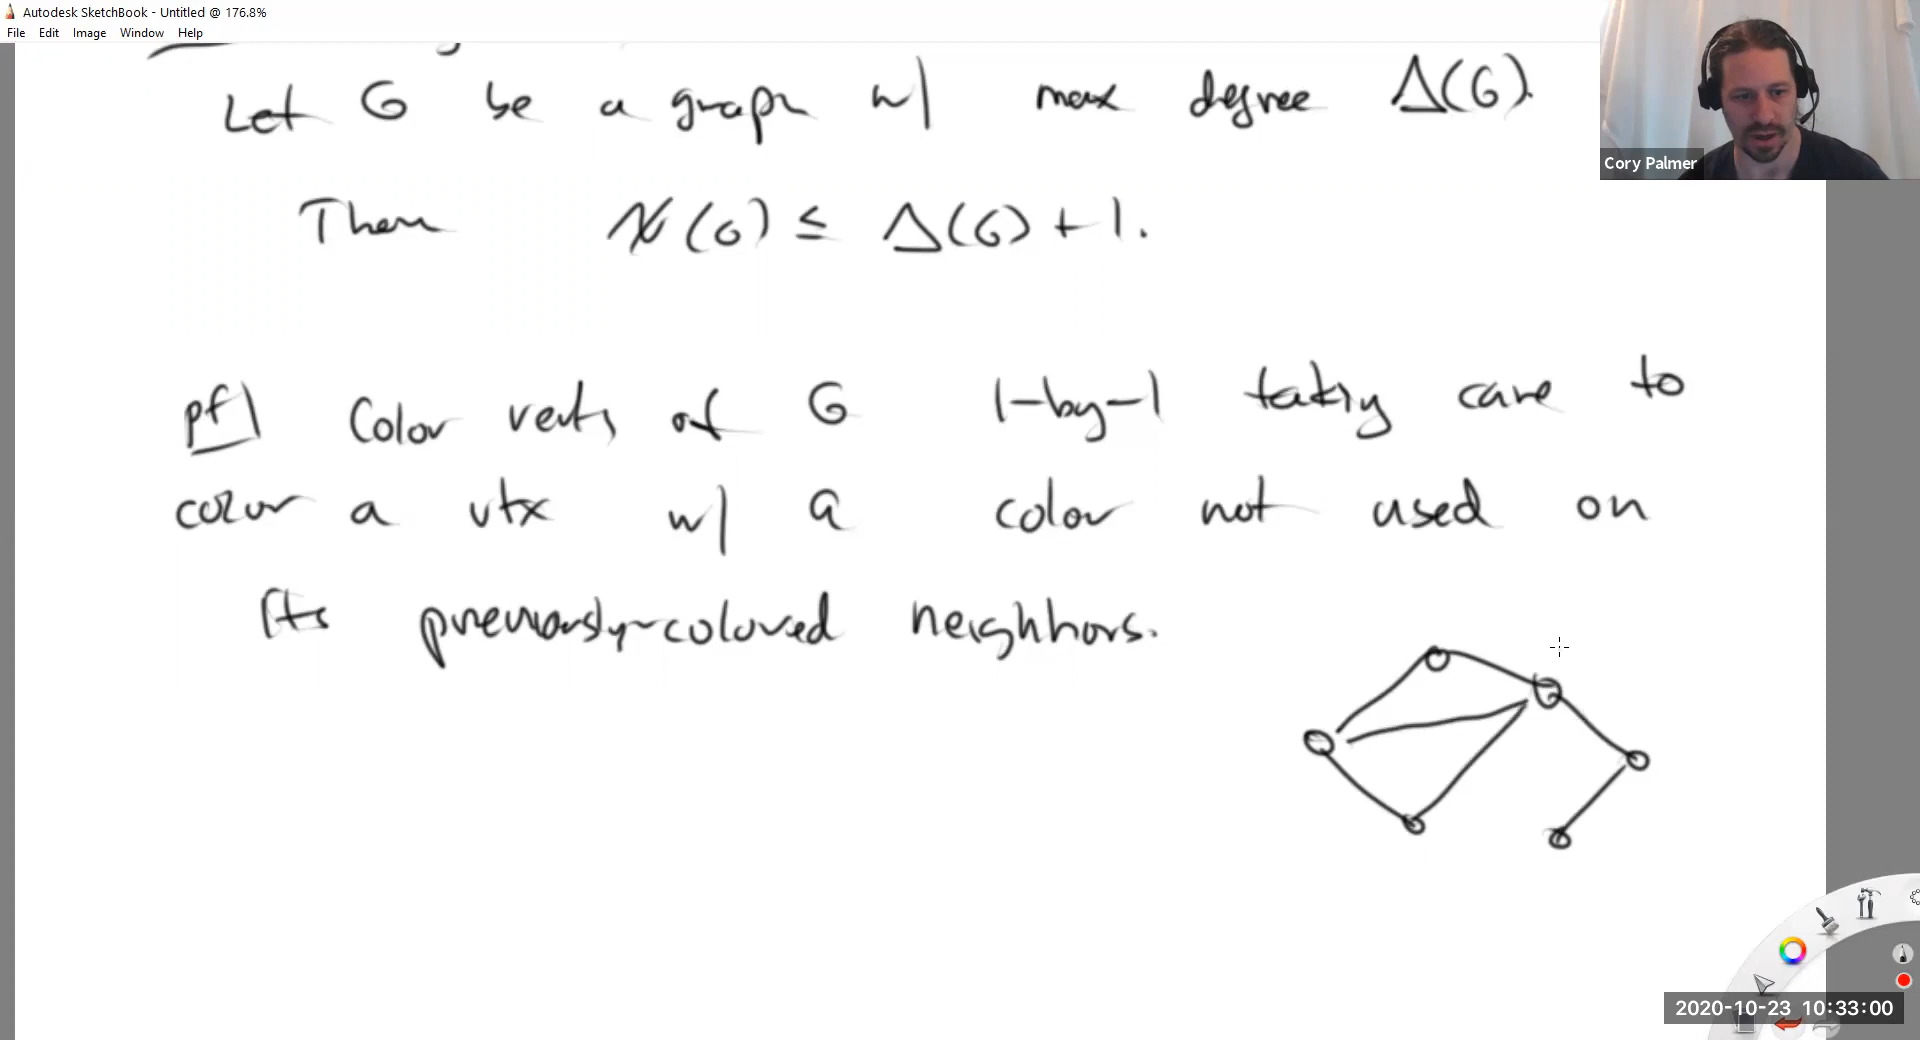 Autodesk SketchBook - Untitled @ 176.8%
File Edit Image Window Help
Let G be a graph w/ max degree Δ(G).
Then χ(G) ≤ Δ(G)+1.
Cory Palmer
pf) Color verts of G 1-by-1 taking care to
color a vtx w/ a color not used on
its previously-colored neighbors.
2020-10-23 10:33:00